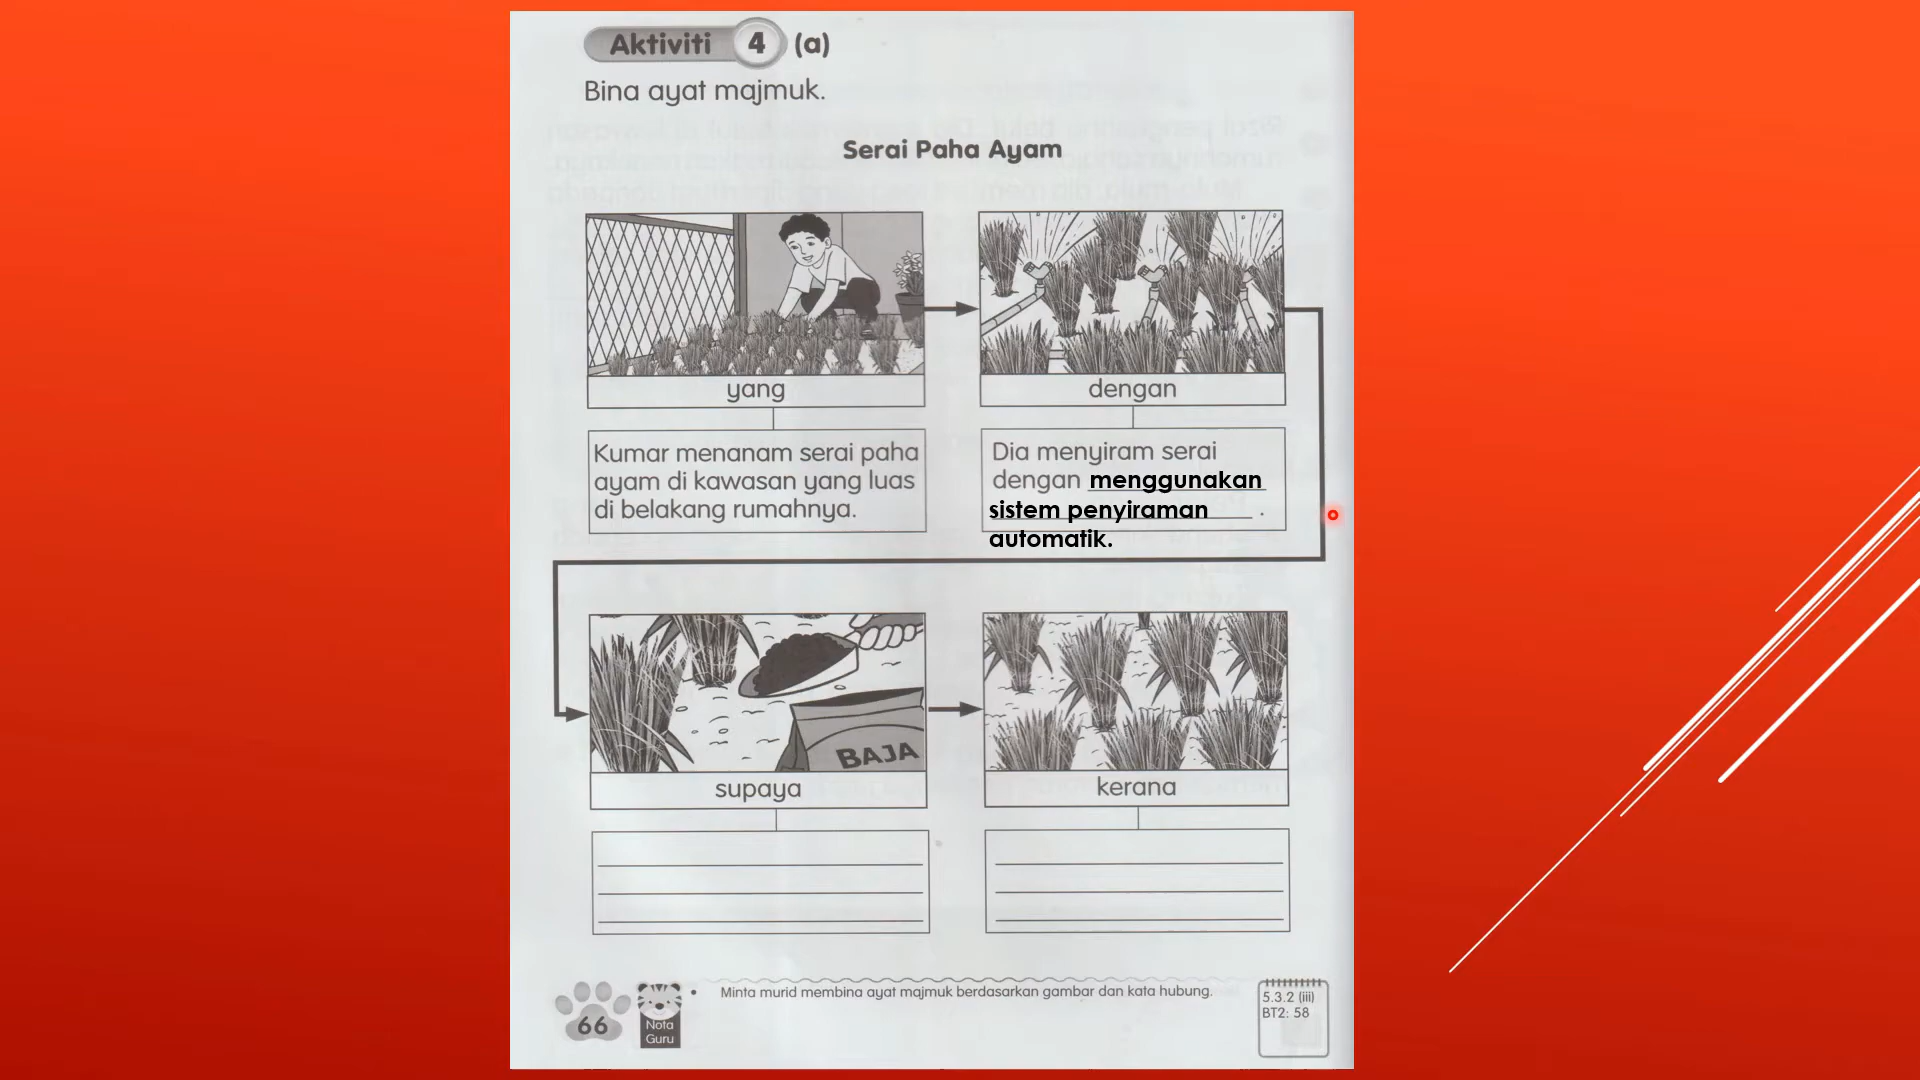 Aktiviti 4 (a)
Bina ayat majmuk.
Serai Paha Ayam
yang
dengan
Kumar menanam serai paha
ayam di kawasan yang luas
di belakang rumahnya.
Dia menyiram serai
dengan menggunakan
sistem penyiraman .
automatik.
BAJA
supaya
kerana
66
Nota
Guru
• Minta murid membina ayat majmuk berdasarkan gambar dan kata hubung.
5.3.2 (iii)
BT2: 58